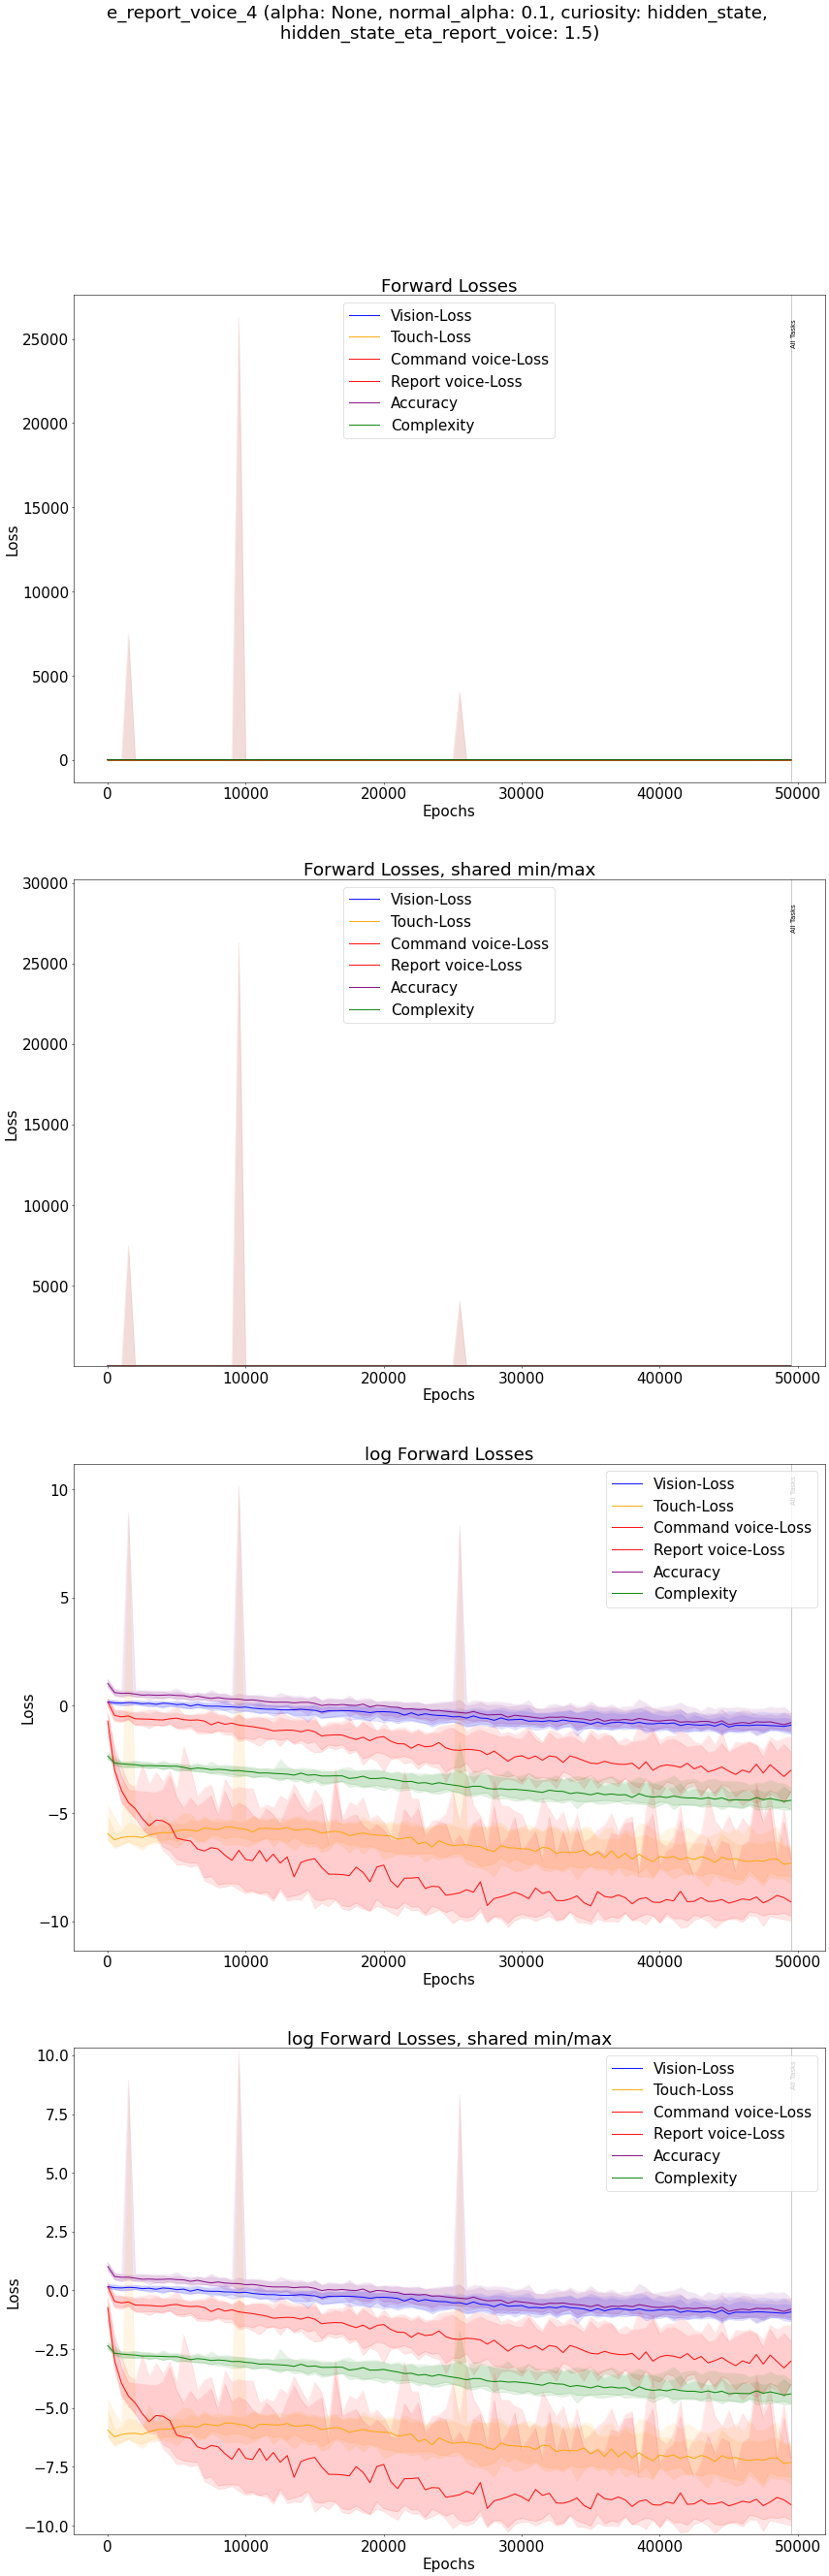 e_report_voice_4 (alpha: None, normal_alpha: 0.1, curiosity: hidden_state,
hidden_state_eta_report_voice: 1.5)
Forward Losses
25000
20000
15000
10000
5000
0
Loss
Vision-Loss
Touch-Loss
Command voice-Loss
Report voice-Loss
Accuracy
Complexity
All Tasks
0 10000 20000 30000 40000 50000
Epochs
Forward Losses, shared min/max
30000
25000
20000
15000
10000
5000
Loss
Vision-Loss
Touch-Loss
Command voice-Loss
Report voice-Loss
Accuracy
Complexity
All Tasks
0 10000 20000 30000 40000 50000
Epochs
log Forward Losses
10
5
0
−5
−10
Loss
Vision-Loss
Touch-Loss
Command voice-Loss
Report voice-Loss
Accuracy
Complexity
All Tasks
0 10000 20000 30000 40000 50000
Epochs
log Forward Losses, shared min/max
10.0
7.5
5.0
2.5
0.0
−2.5
−5.0
−7.5
−10.0
Loss
Vision-Loss
Touch-Loss
Command voice-Loss
Report voice-Loss
Accuracy
Complexity
All Tasks
0 10000 20000 30000 40000 50000
Epochs